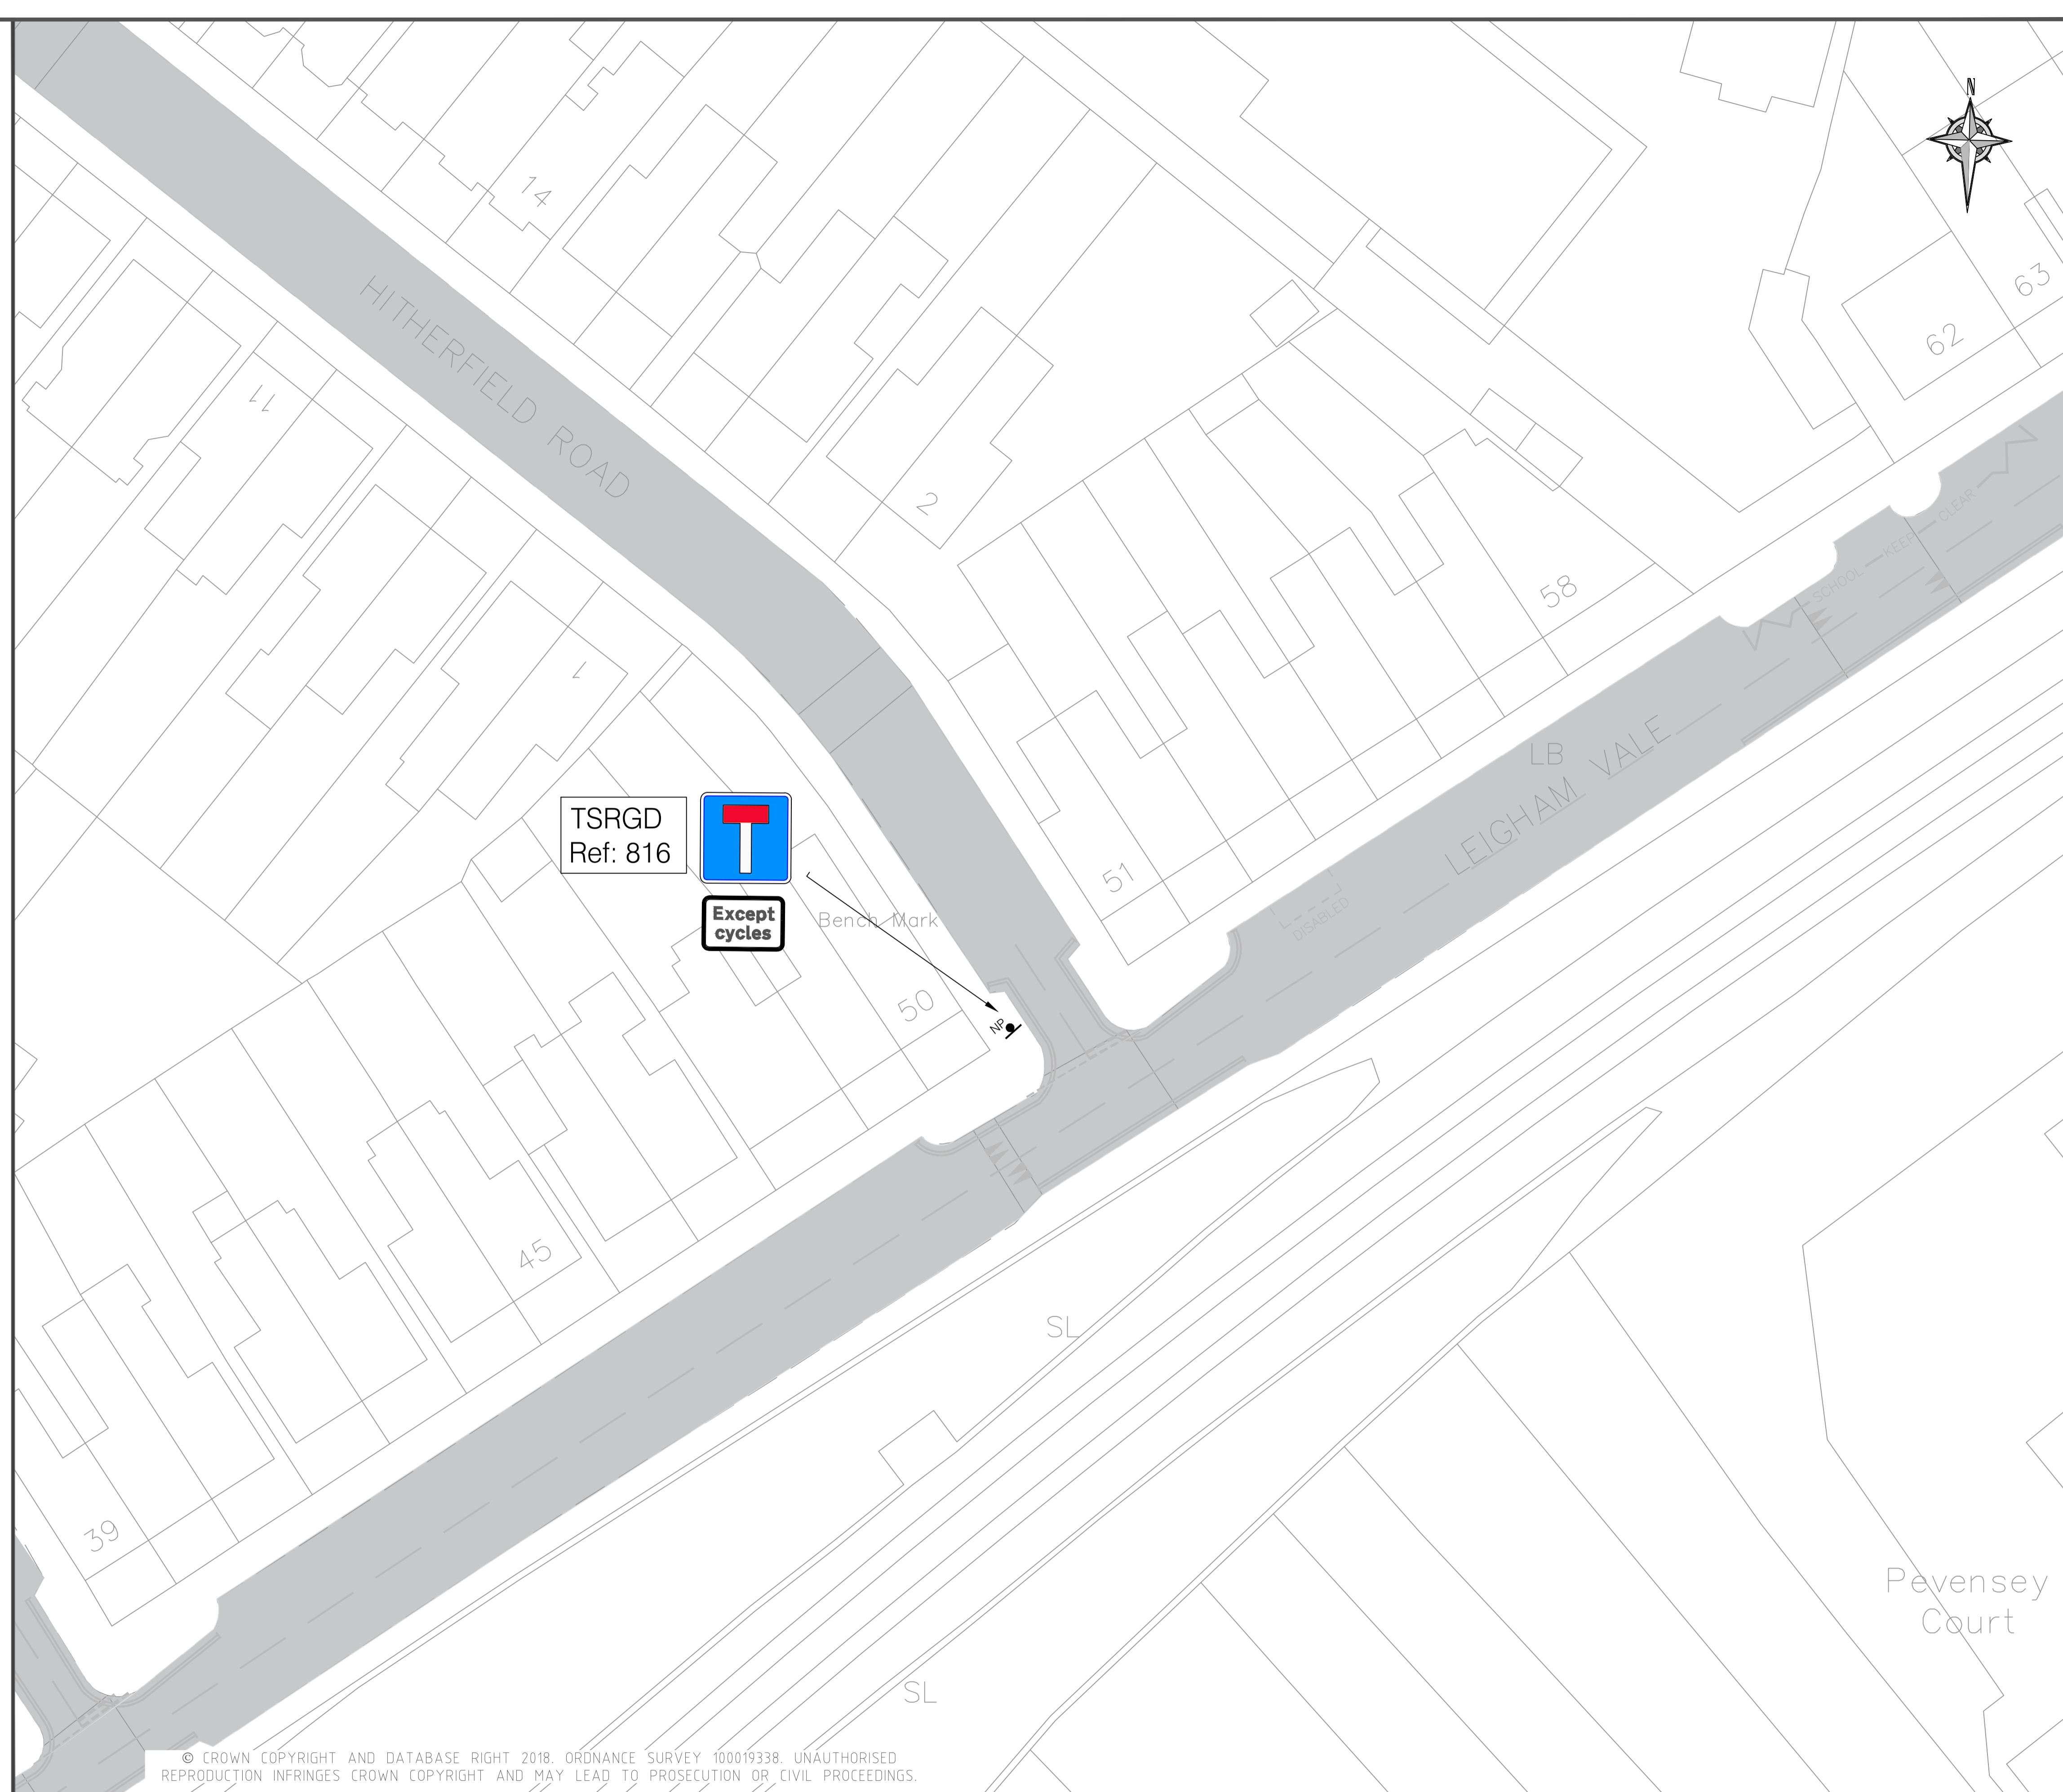 N
14
HITHERFIELD ROAD
11
2
7
63
62
58
SCHOOL KEEP CLEAR
LB
LEIGHAM VALE
51
DISABLED
TSRGD
Ref: 816
Except
cycles
Bench Mark
50
NP
45
39
SL
SL
Pevensey
Court
© CROWN COPYRIGHT AND DATABASE RIGHT 2018. ORDNANCE SURVEY 100019338. UNAUTHORISED
REPRODUCTION INFRINGES CROWN COPYRIGHT AND MAY LEAD TO PROSECUTION OR CIVIL PROCEEDINGS.